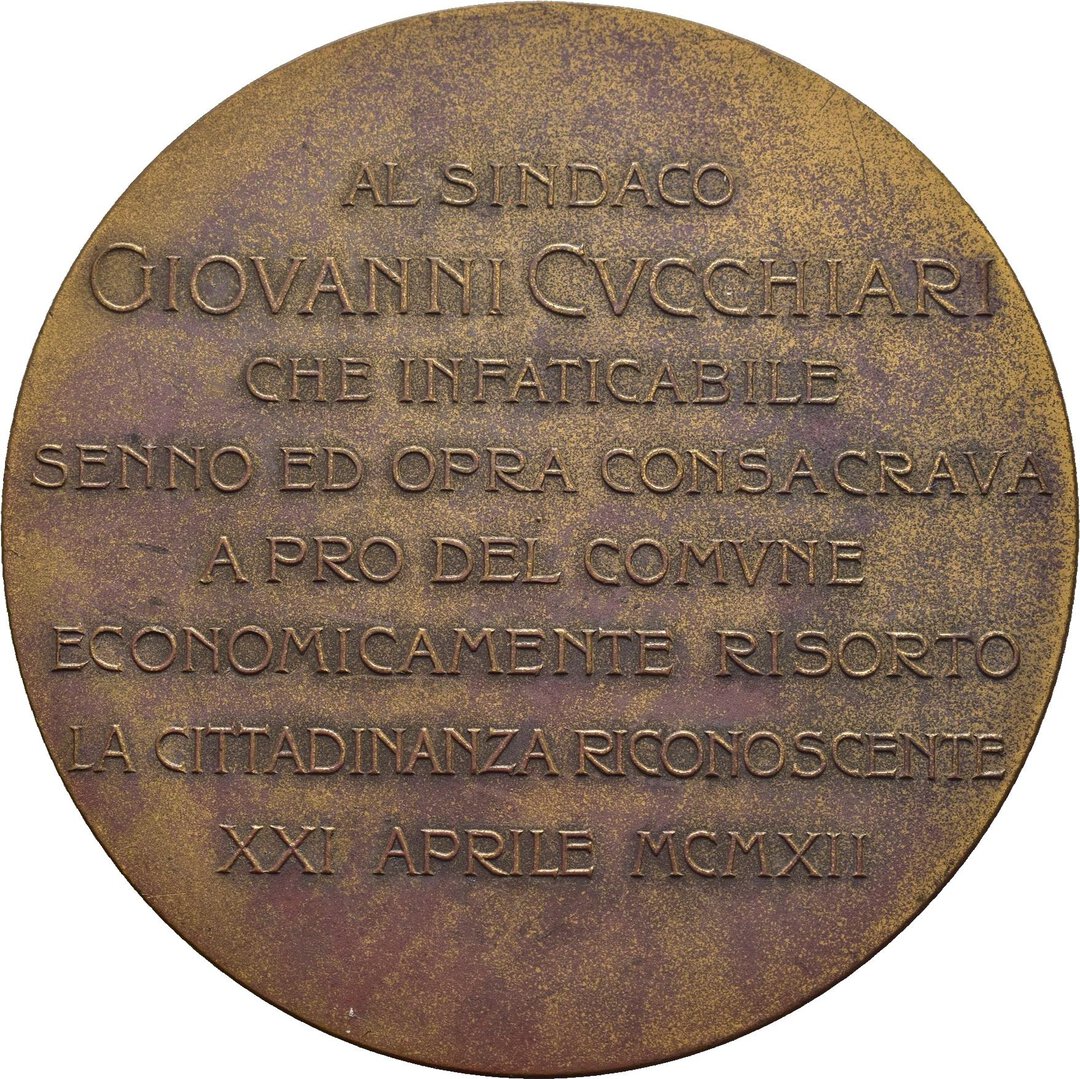 AL SINDACO
GIOVANNI CVCCHIARI
CHE INFATICABILE
SENNO ED OPRA CONSACRAVA
A PRO DEL COMVNE
ECONOMICAMENTE RISORTO
LA CITTADINANZA RICONOSCENTE
XXI APRILE MCMXII